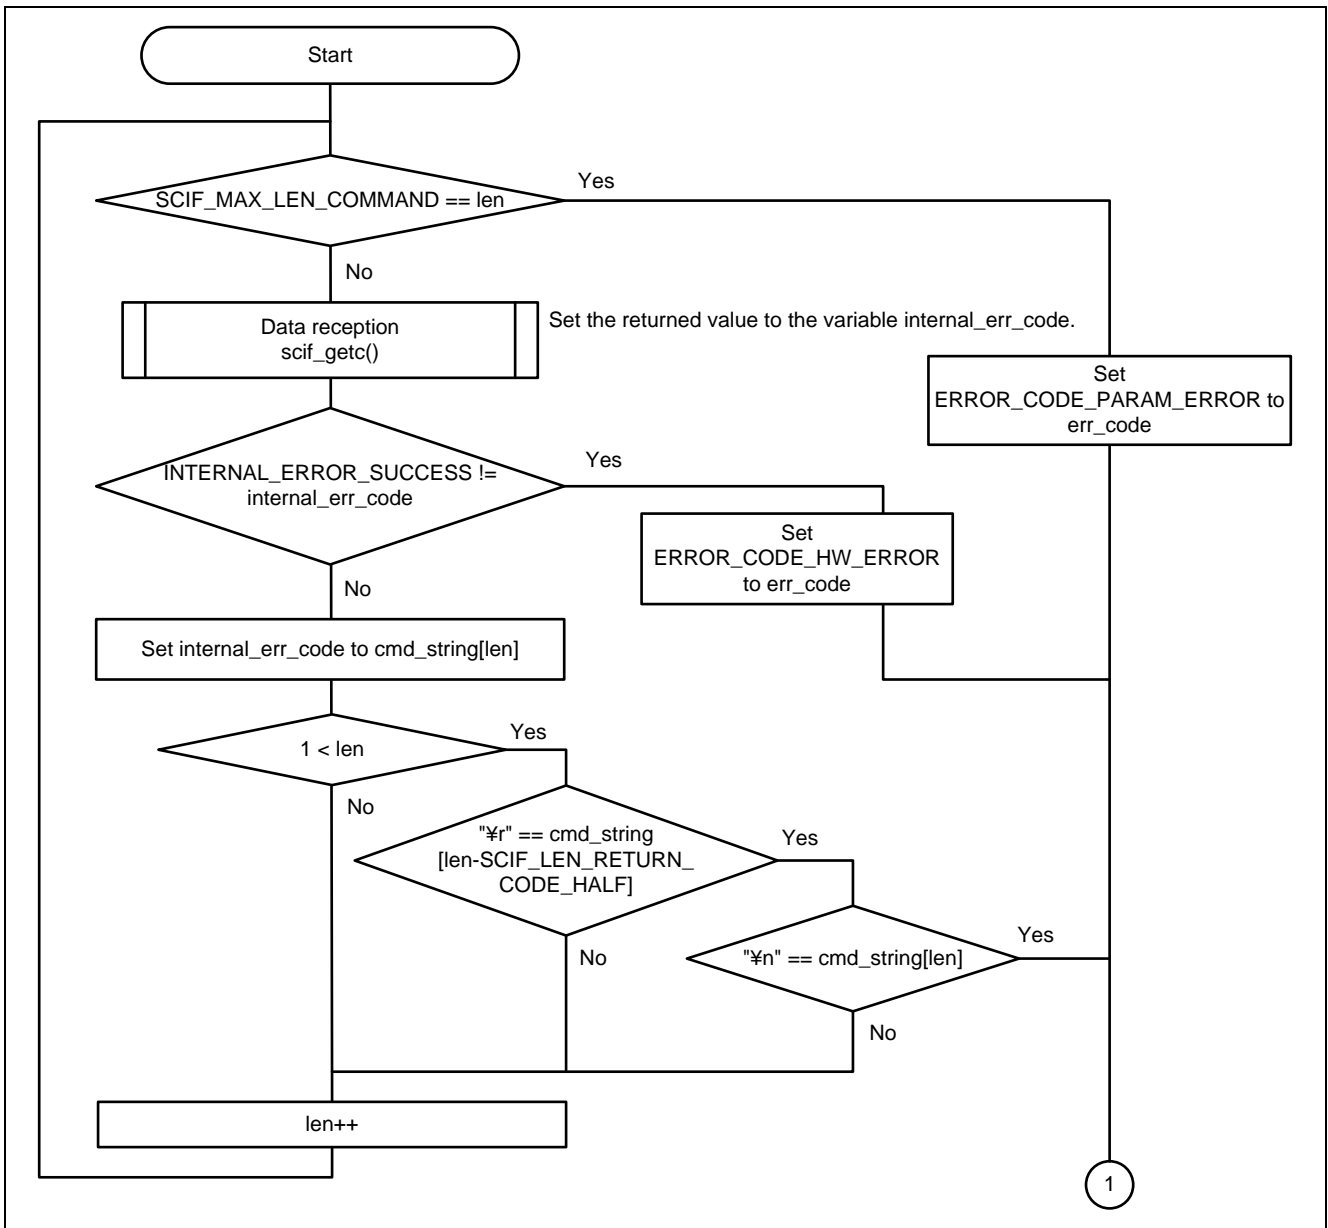 Start
SCIF_MAX_LEN_COMMAND == len
Yes
No
Data reception
scif_getc()
Set the returned value to the variable internal_err_code.
Set
ERROR_CODE_PARAM_ERROR to
err_code
INTERNAL_ERROR_SUCCESS !=
internal_err_code
Yes
Set
ERROR_CODE_HW_ERROR
to err_code
No
Set internal_err_code to cmd_string[len]
1 < len
Yes
No
"¥r" == cmd_string
[len-SCIF_LEN_RETURN_
CODE_HALF]
Yes
No
"¥n" == cmd_string[len]
Yes
No
len++
1